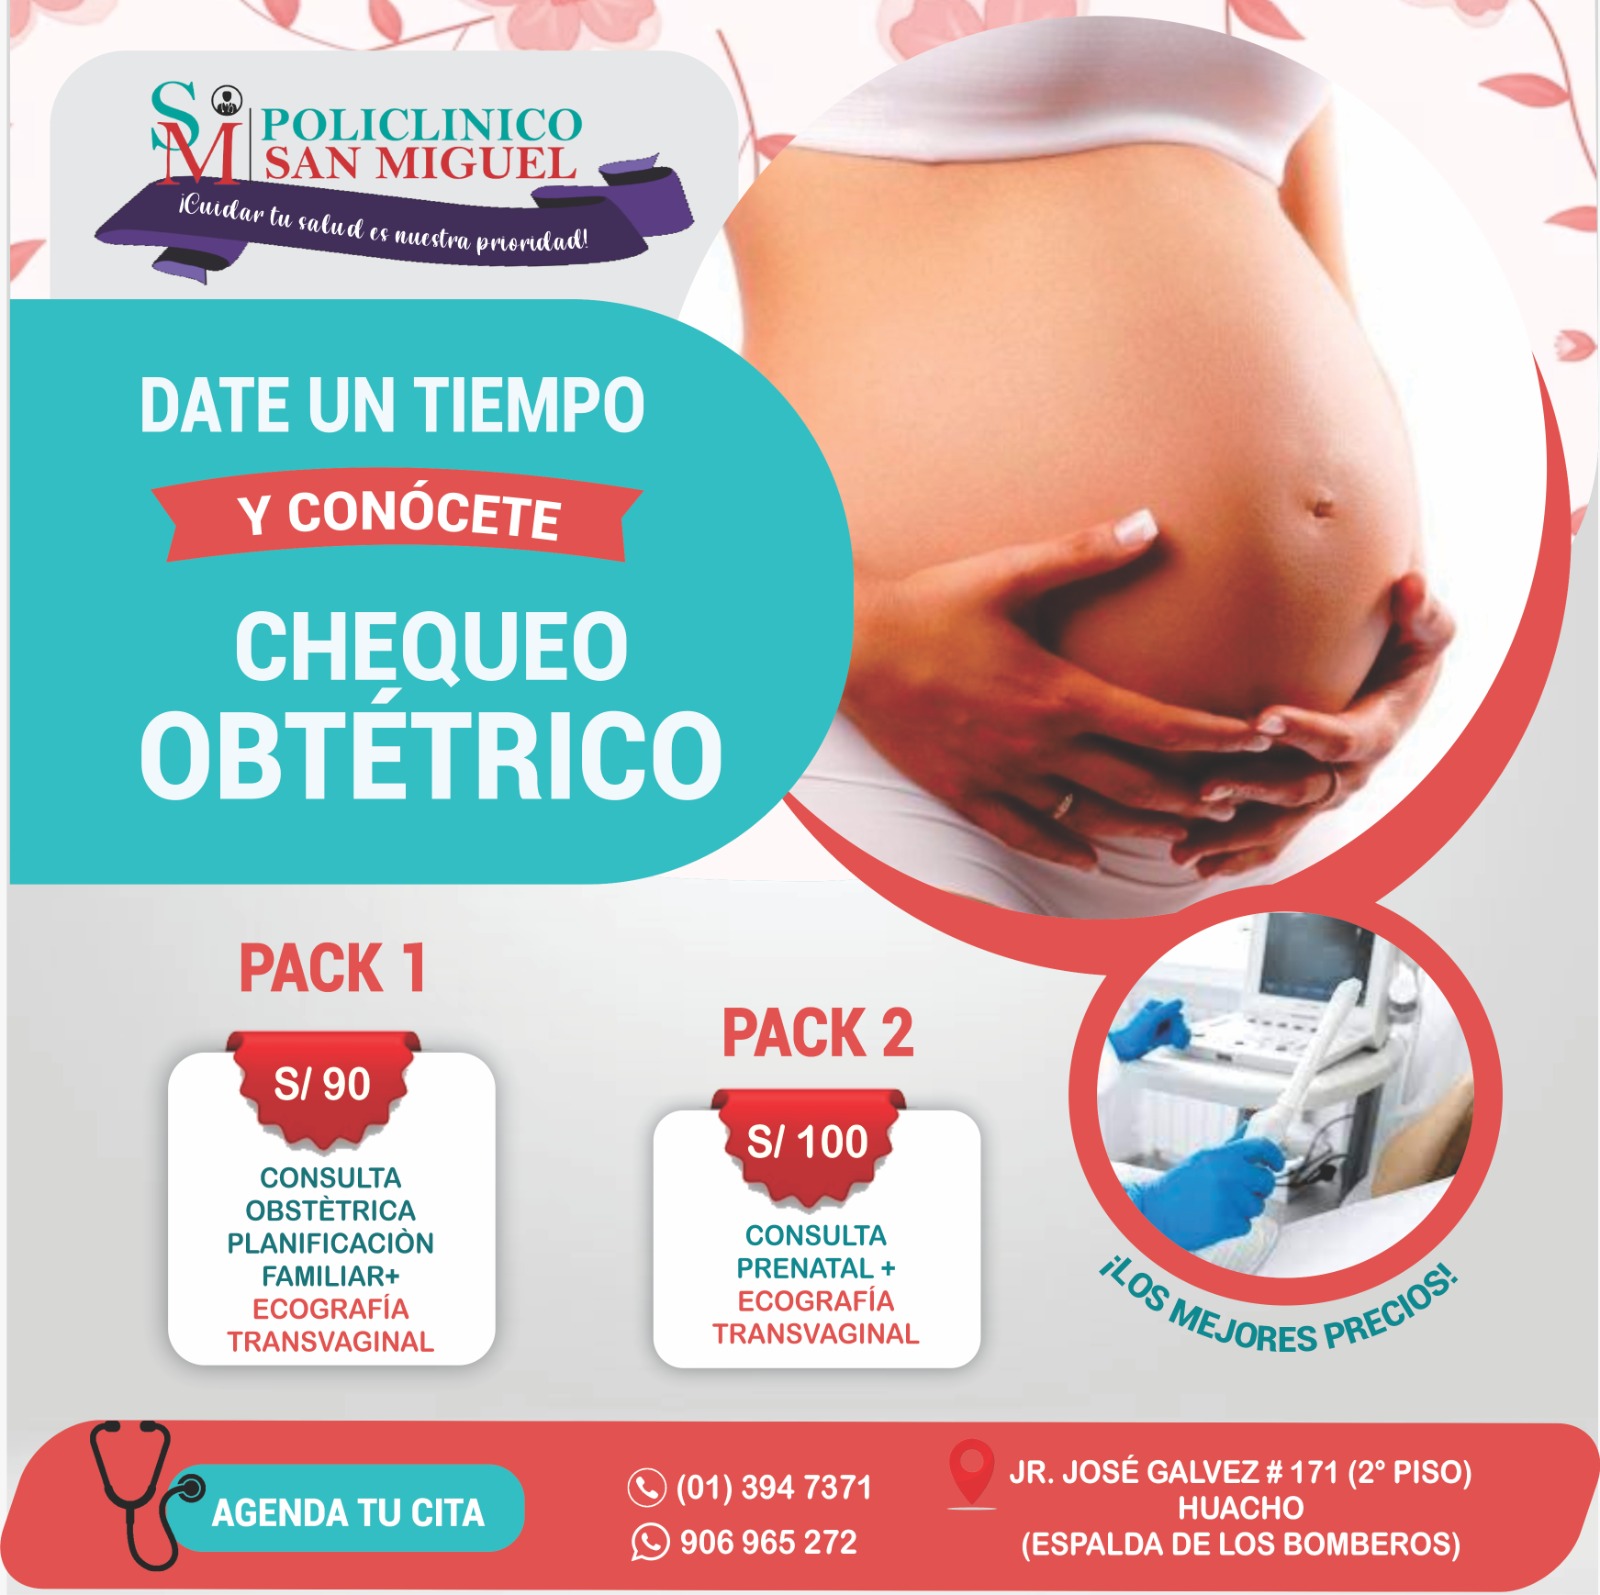 SM
POLICLINICO
SAN MIGUEL
¡Cuidar tu salud es nuestra prioridad!
DATE UN TIEMPO
Y CONÓCETE
CHEQUEO
OBTÉTRICO
PACK 1
S/ 90
CONSULTA
OBSTÈTRICA
PLANIFICACIÒN
FAMILIAR+
ECOGRAFÍA
TRANSVAGINAL
PACK 2
S/ 100
CONSULTA
PRENATAL +
ECOGRAFÍA
TRANSVAGINAL
¡LOS MEJORES PRECIOS!
AGENDA TU CITA
(01) 394 7371
906 965 272
JR. JOSÉ GALVEZ # 171 (2° PISO)
HUACHO
(ESPALDA DE LOS BOMBEROS)